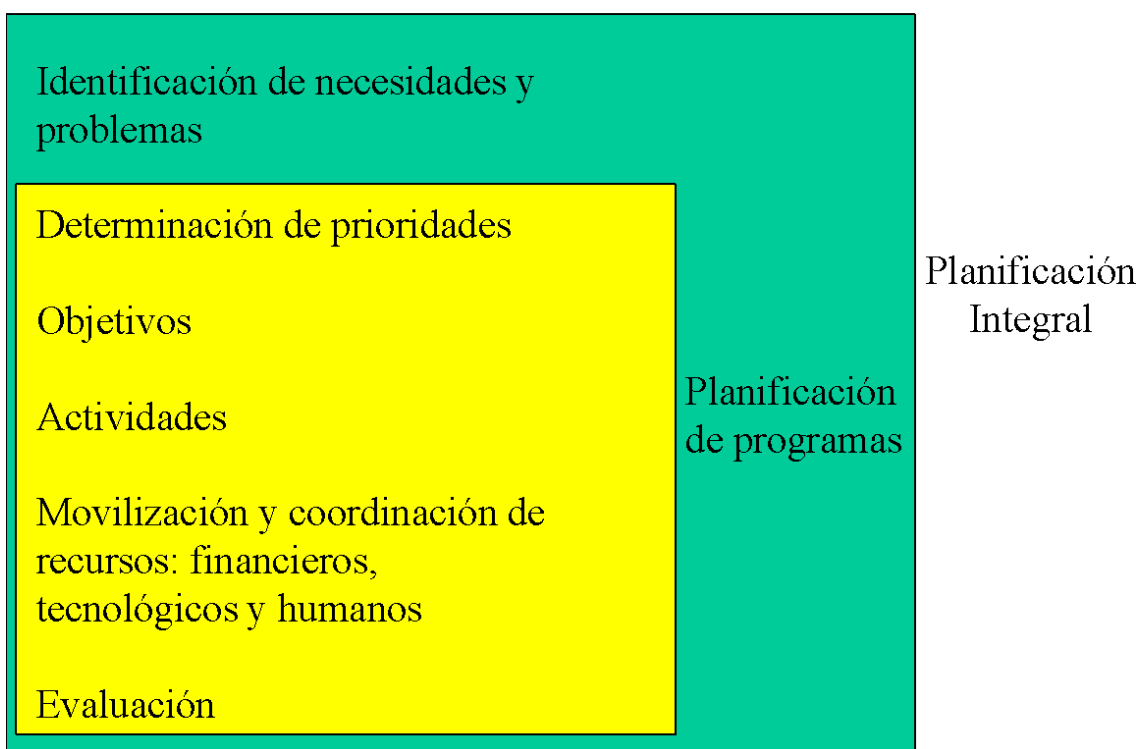 Identificación de necesidades y
problemas
Determinación de prioridades
Objetivos
Actividades
Movilización y coordinación de
recursos: financieros,
tecnológicos y humanos
Evaluación
Planificación
de programas
Planificación
Integral